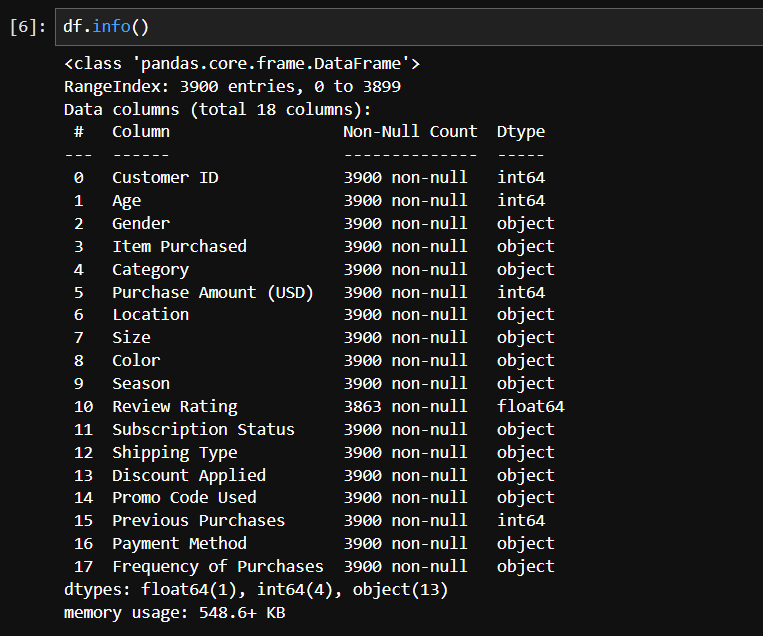 [6]: df.info()
<class 'pandas.core.frame.DataFrame'>
RangeIndex: 3900 entries, 0 to 3899
Data columns (total 18 columns):
 #   Column                  Non-Null Count  Dtype
---  ------                  --------------  -----
 0   Customer ID             3900 non-null   int64
 1   Age                     3900 non-null   int64
 2   Gender                  3900 non-null   object
 3   Item Purchased          3900 non-null   object
 4   Category                3900 non-null   object
 5   Purchase Amount (USD)   3900 non-null   int64
 6   Location                3900 non-null   object
 7   Size                    3900 non-null   object
 8   Color                   3900 non-null   object
 9   Season                  3900 non-null   object
 10  Review Rating           3863 non-null   float64
 11  Subscription Status     3900 non-null   object
 12  Shipping Type           3900 non-null   object
 13  Discount Applied        3900 non-null   object
 14  Promo Code Used         3900 non-null   object
 15  Previous Purchases      3900 non-null   int64
 16  Payment Method          3900 non-null   object
 17  Frequency of Purchases  3900 non-null   object
dtypes: float64(1), int64(4), object(13)
memory usage: 548.6+ KB